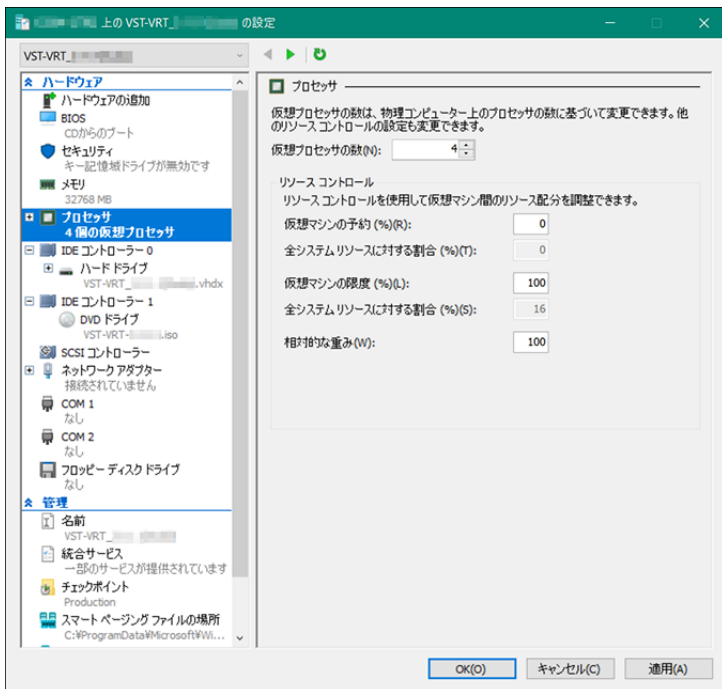 上の VST-VRT_ の設定
VST-VRT_
ハードウェア
ハードウェアの追加
BIOS
CDからのブート
セキュリティ
キー記憶域ドライブが無効です
メモリ
32768 MB
プロセッサ
4 個の仮想プロセッサ
IDE コントローラー 0
ハード ドライブ
VST-VRT_ .vhdx
IDE コントローラー 1
DVD ドライブ
VST-VRT- .iso
SCSI コントローラー
ネットワーク アダプター
接続されていません
COM 1
なし
COM 2
なし
フロッピー ディスク ドライブ
なし
管理
名前
VST-VRT_
統合サービス
一部のサービスが提供されています
チェックポイント
Production
スマート ページング ファイルの場所
C:¥ProgramData¥Microsoft¥Wi...
プロセッサ
仮想プロセッサの数は、物理コンピューター上のプロセッサの数に基づいて変更できます。他
のリソース コントロールの設定も変更できます。
仮想プロセッサの数(N): 4
リソース コントロール
リソース コントロールを使用して仮想マシン間のリソース配分を調整できます。
仮想マシンの予約 (%)(R): 0
全システム リソースに対する割合 (%)(T): 0
仮想マシンの限度 (%)(L): 100
全システム リソースに対する割合 (%)(S): 16
相対的な重み(W): 100
OK(O) キャンセル(C) 適用(A)